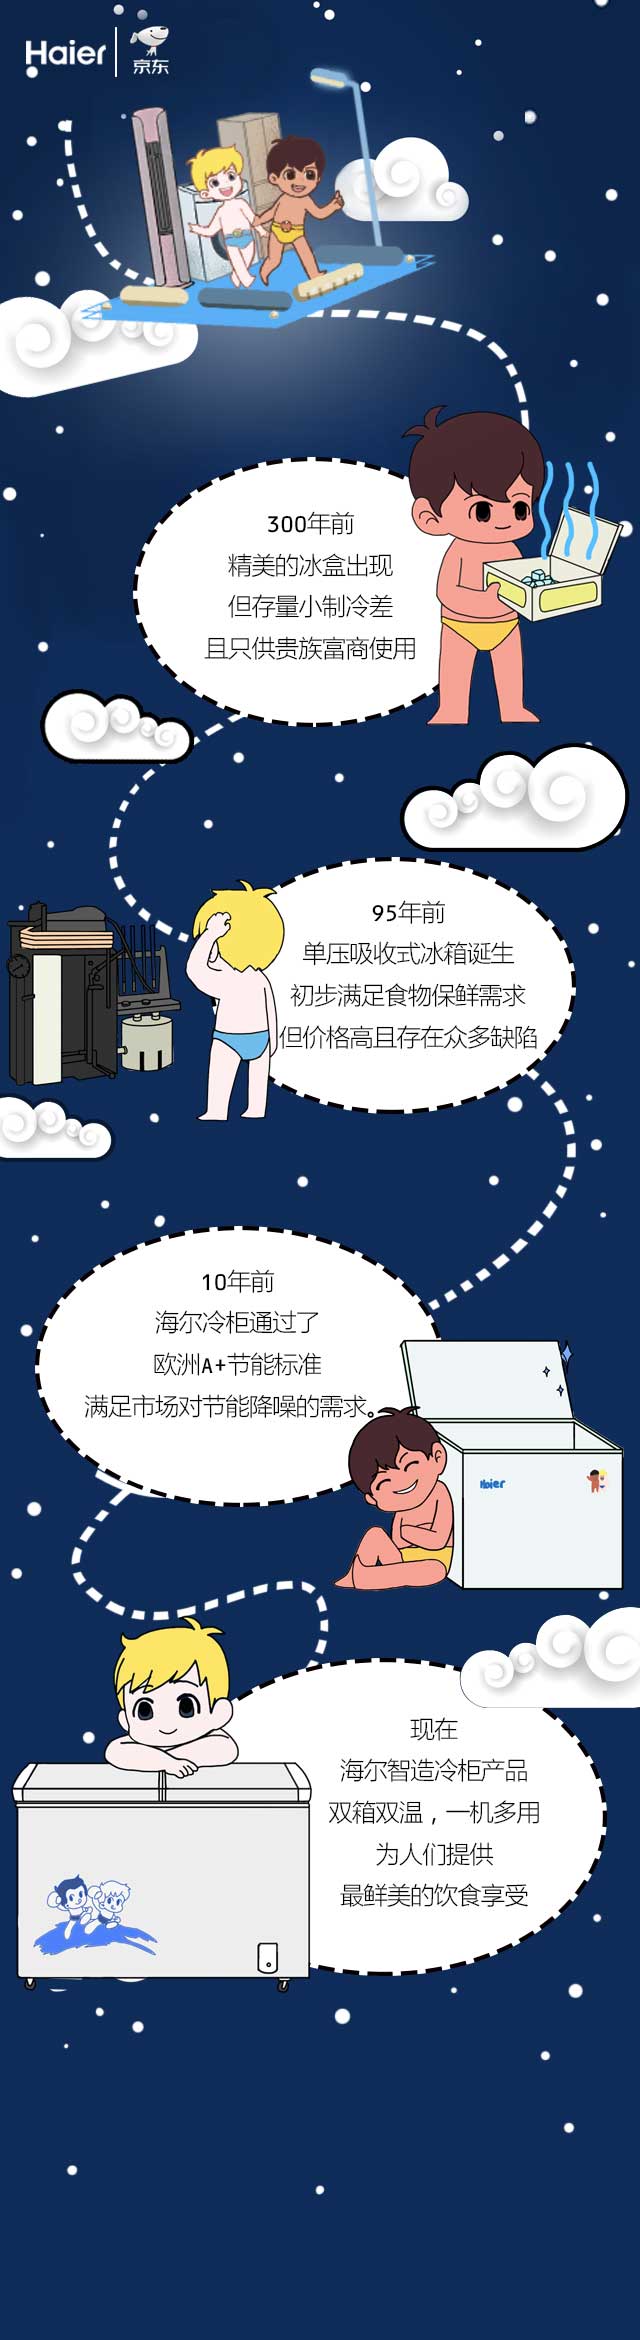 Haier
京东
300年前
精美的冰盒出现
但存量小制冷差
且只供贵族富商使用
95年前
单压吸收式冰箱诞生
初步满足食物保鲜需求
但价格高且存在众多缺陷
10年前
海尔冷柜通过了
欧洲A+节能标准
满足市场对节能降噪的需求。
Haier
现在
海尔智造冷柜产品
双箱双温，一机多用
为人们提供
最鲜美的饮食享受